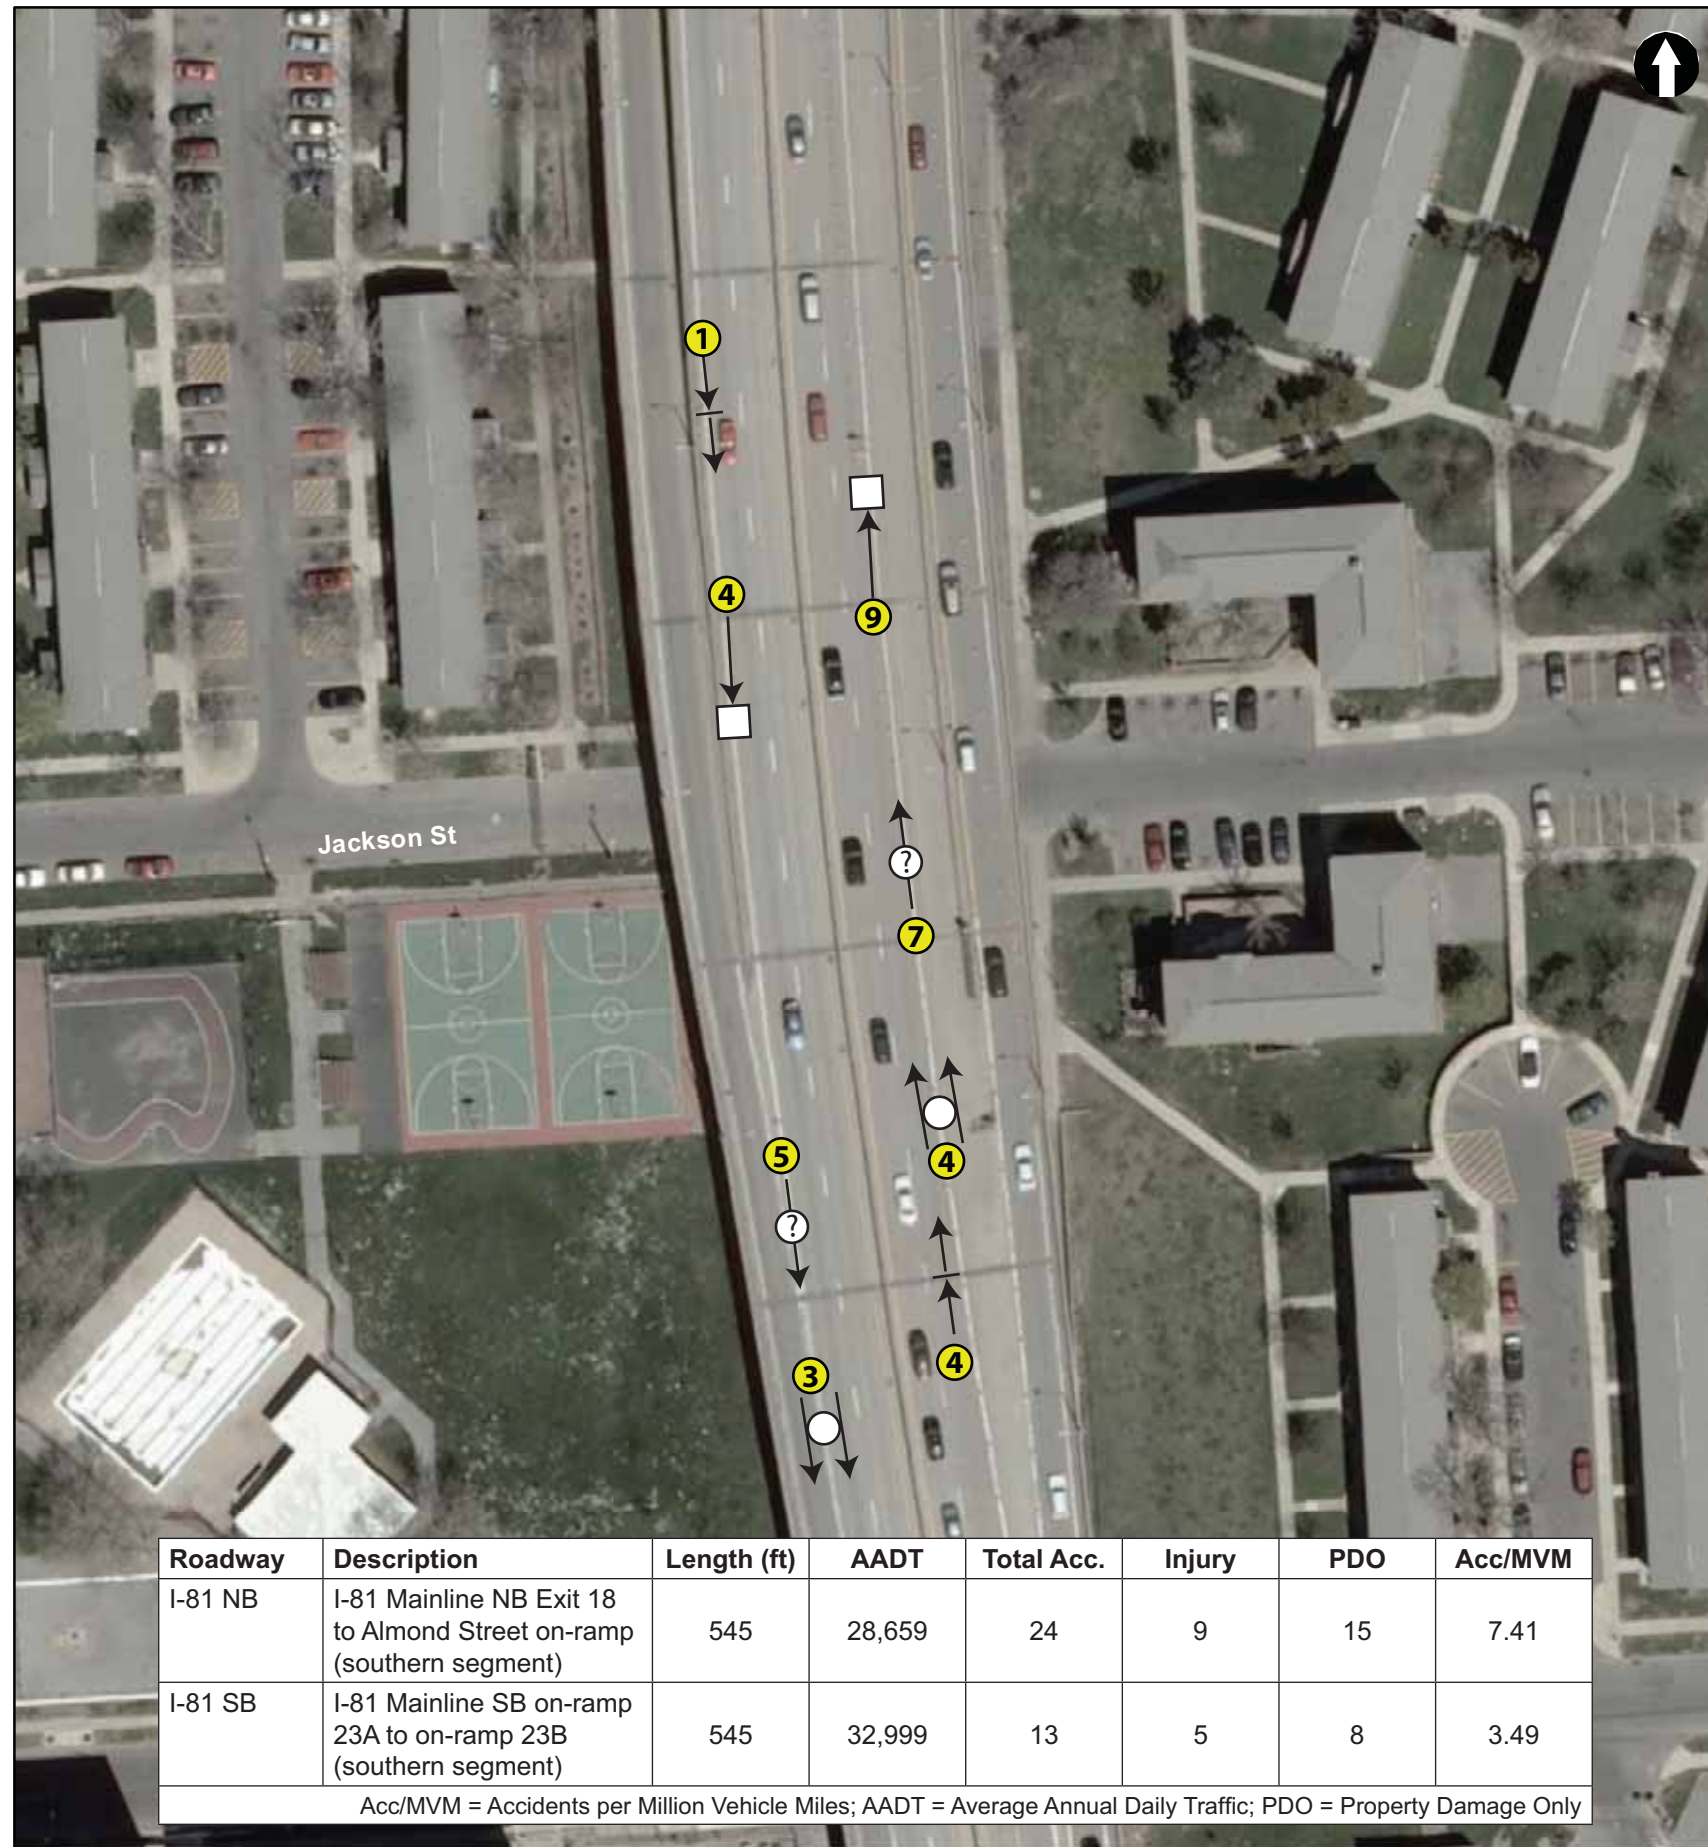 1
4
9
?
7
Jackson St
4
5
?
4
3
Roadway Description Length (ft) AADT Total Acc. Injury PDO Acc/MVM
I-81 NB I-81 Mainline NB Exit 18
to Almond Street on-ramp
(southern segment)
545 28,659 24 9 15 7.41
I-81 SB I-81 Mainline SB on-ramp
23A to on-ramp 23B
(southern segment)
545 32,999 13 5 8 3.49
Acc/MVM = Accidents per Million Vehicle Miles; AADT = Average Annual Daily Traffic; PDO = Property Damage Only